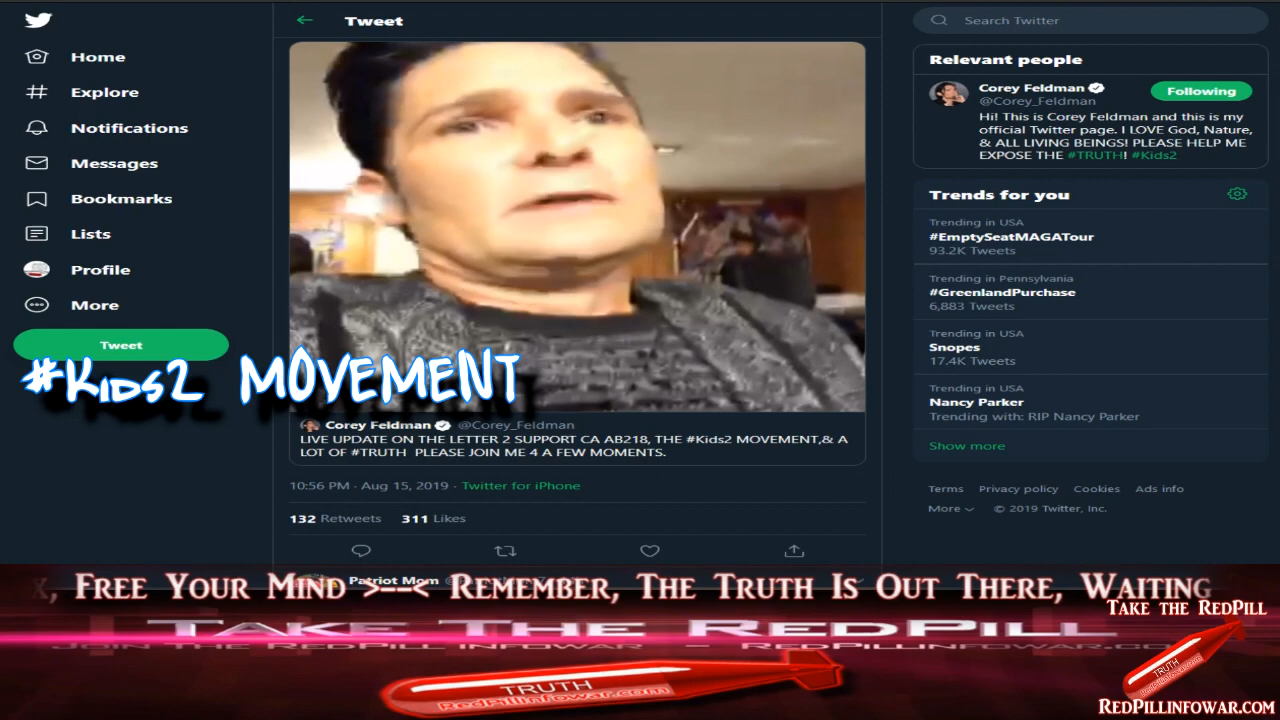 Tweet
Search Twitter
Home
Explore
Notifications
Messages
Bookmarks
Lists
Profile
More
Tweet
#Kids2 MOVEMENT
Corey Feldman @Corey_Feldman
LIVE UPDATE ON THE LETTER 2 SUPPORT CA AB218, THE #Kids2 MOVEMENT,& A
LOT OF #TRUTH PLEASE JOIN ME 4 A FEW MOMENTS.
10:56 PM · Aug 15, 2019 · Twitter for iPhone
132 Retweets 311 Likes
Patriot Mom
Relevant people
Corey Feldman
Following
@Corey_Feldman
Hi! This is Corey Feldman and this is my
official Twitter page. I LOVE God, Nature,
& ALL LIVING BEINGS! PLEASE HELP ME
EXPOSE THE #TRUTH! #Kids2
Trends for you
Trending in USA
#EmptySeatMAGATour
93.2K Tweets
Trending in Pennsylvania
#GreenlandPurchase
6,883 Tweets
Trending in USA
Snopes
17.4K Tweets
Trending in USA
Nancy Parker
Trending with: RIP Nancy Parker
Show more
Terms Privacy policy Cookies Ads info
More © 2019 Twitter, Inc.
X, FREE YOUR MIND >--< REMEMBER, THE TRUTH IS OUT THERE, WAITING
TAKE THE REDPILL
TAKE THE REDPILL
JOIN THE REDPILL INFOWAR – REDPILLINFOWAR.CO
TRUTH
RedPillinfowar.com
TRUTH
REDPILLINFOWAR.COM